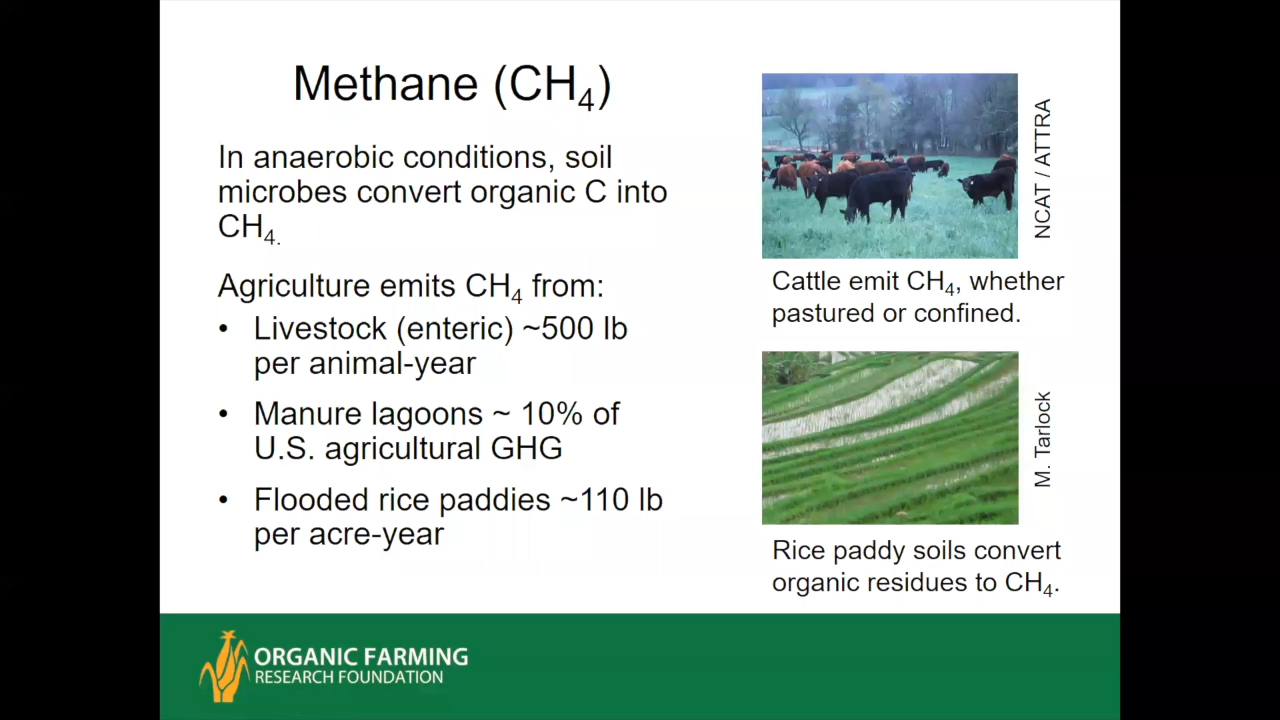 Methane (CH₄)
In anaerobic conditions, soil
microbes convert organic C into
CH₄.
Agriculture emits CH₄ from:
• Livestock (enteric) ~500 lb
per animal-year
• Manure lagoons ~ 10% of
U.S. agricultural GHG
• Flooded rice paddies ~110 lb
per acre-year
NCAT / ATTRA
Cattle emit CH₄, whether
pastured or confined.
M. Tarlock
Rice paddy soils convert
organic residues to CH₄.
ORGANIC FARMING
RESEARCH FOUNDATION